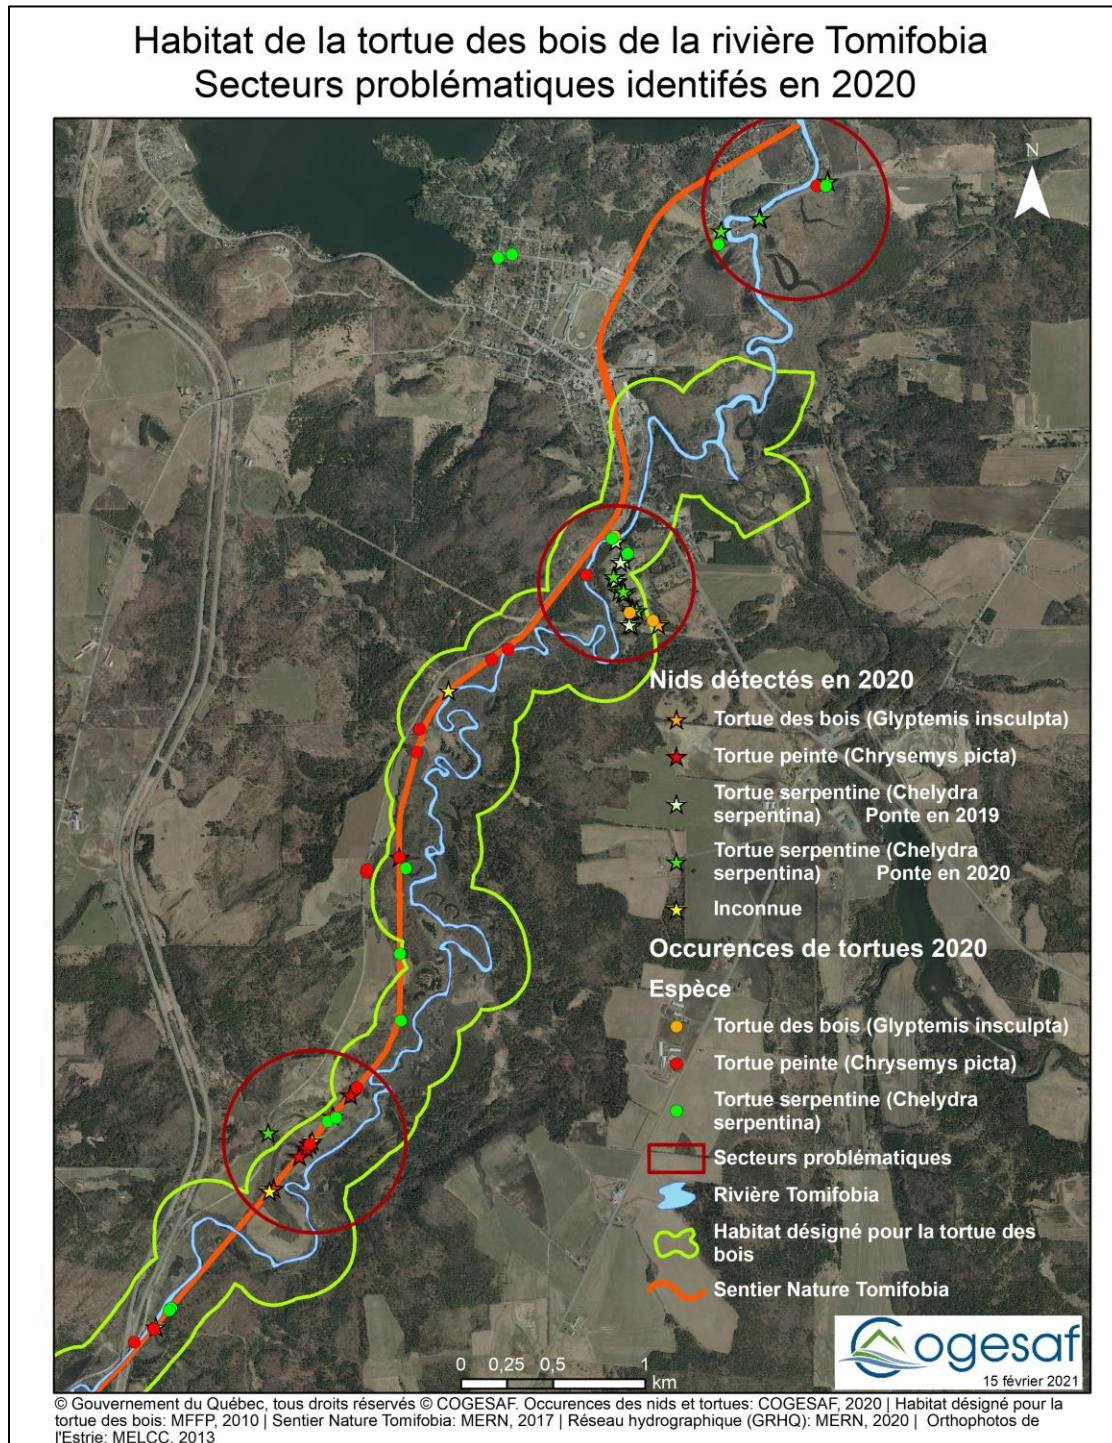 Habitat de la tortue des bois de la rivière Tomifobia
Secteurs problématiques identifés en 2020
N
Nids détectés en 2020
Tortue des bois (Glyptemis insculpta)
Tortue peinte (Chrysemys picta)
Tortue serpentine (Chelydra
serpentina) Ponte en 2019
Tortue serpentine (Chelydra
serpentina) Ponte en 2020
Inconnue
Occurences de tortues 2020
Espèce
Tortue des bois (Glyptemis insculpta)
Tortue peinte (Chrysemys picta)
Tortue serpentine (Chelydra
serpentina)
Secteurs problématiques
Rivière Tomifobia
Habitat désigné pour la tortue des
bois
Sentier Nature Tomifobia
0 0,25 0,5 1
km
Cogesaf
15 février 2021
© Gouvernement du Québec, tous droits réservés © COGESAF. Occurences des nids et tortues: COGESAF, 2020 | Habitat désigné pour la
tortue des bois: MFFP, 2010 | Sentier Nature Tomifobia: MERN, 2017 | Réseau hydrographique (GRHQ): MERN, 2020 | Orthophotos de
l'Estrie: MELCC, 2013